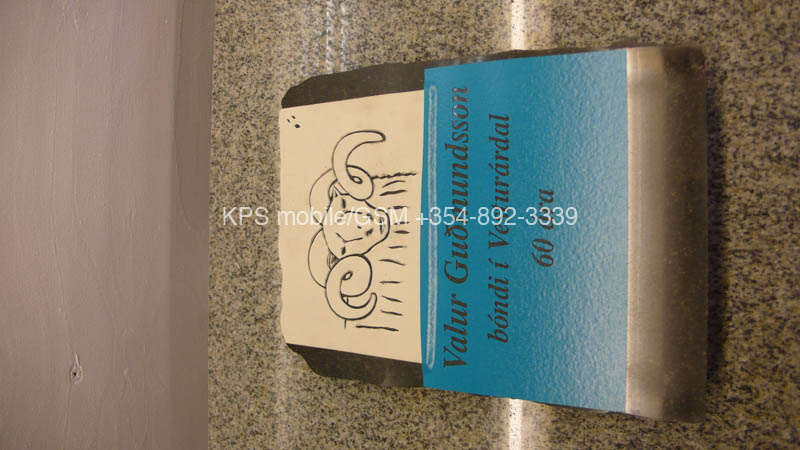 Valur Guðmundsson
bóndi í Vesturárdal
60 ára
KPS mobile/GSM +354-892-3339